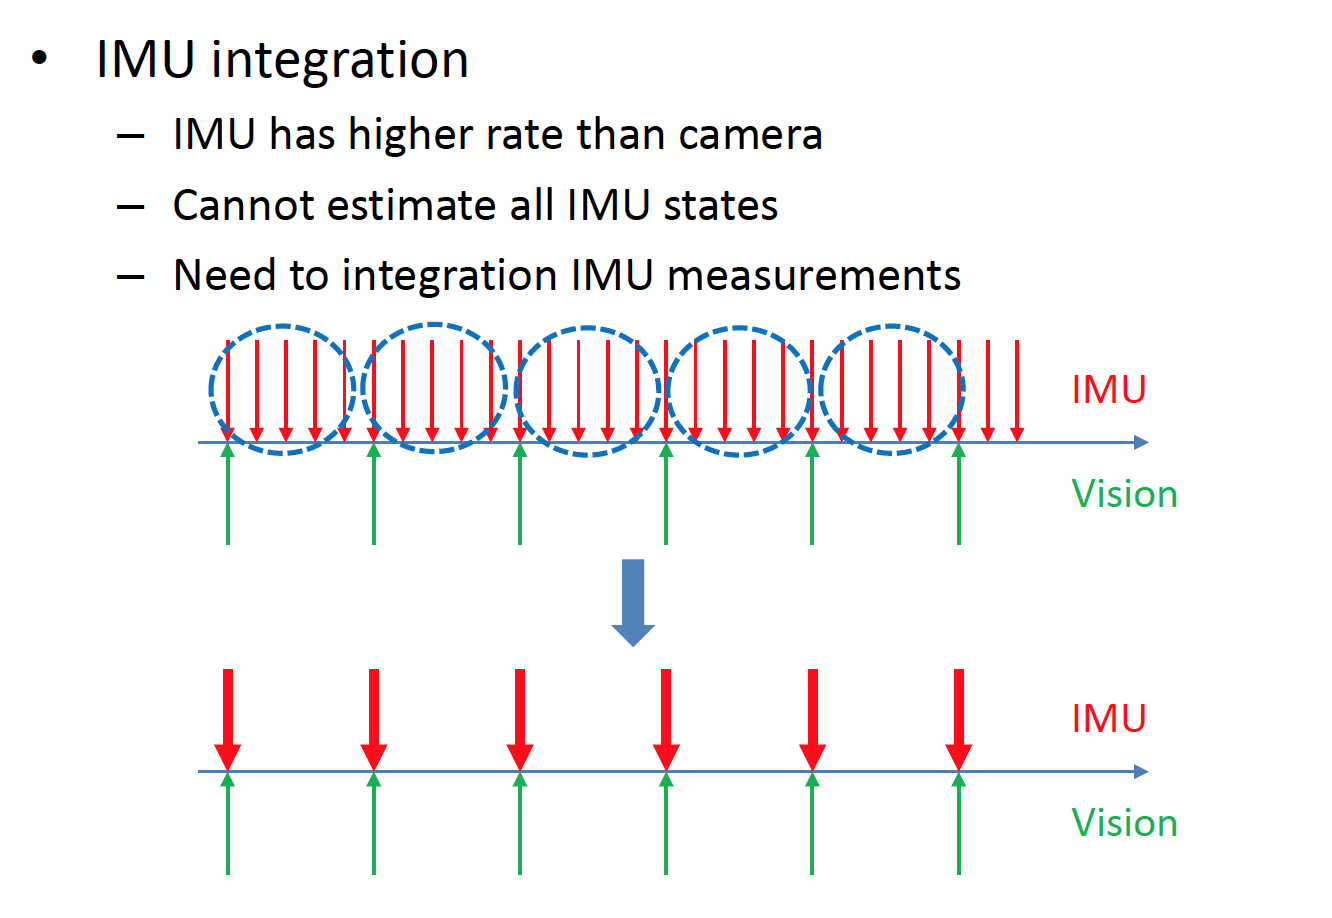 • IMU integration
– IMU has higher rate than camera
– Cannot estimate all IMU states
– Need to integration IMU measurements
IMU
Vision
IMU
Vision